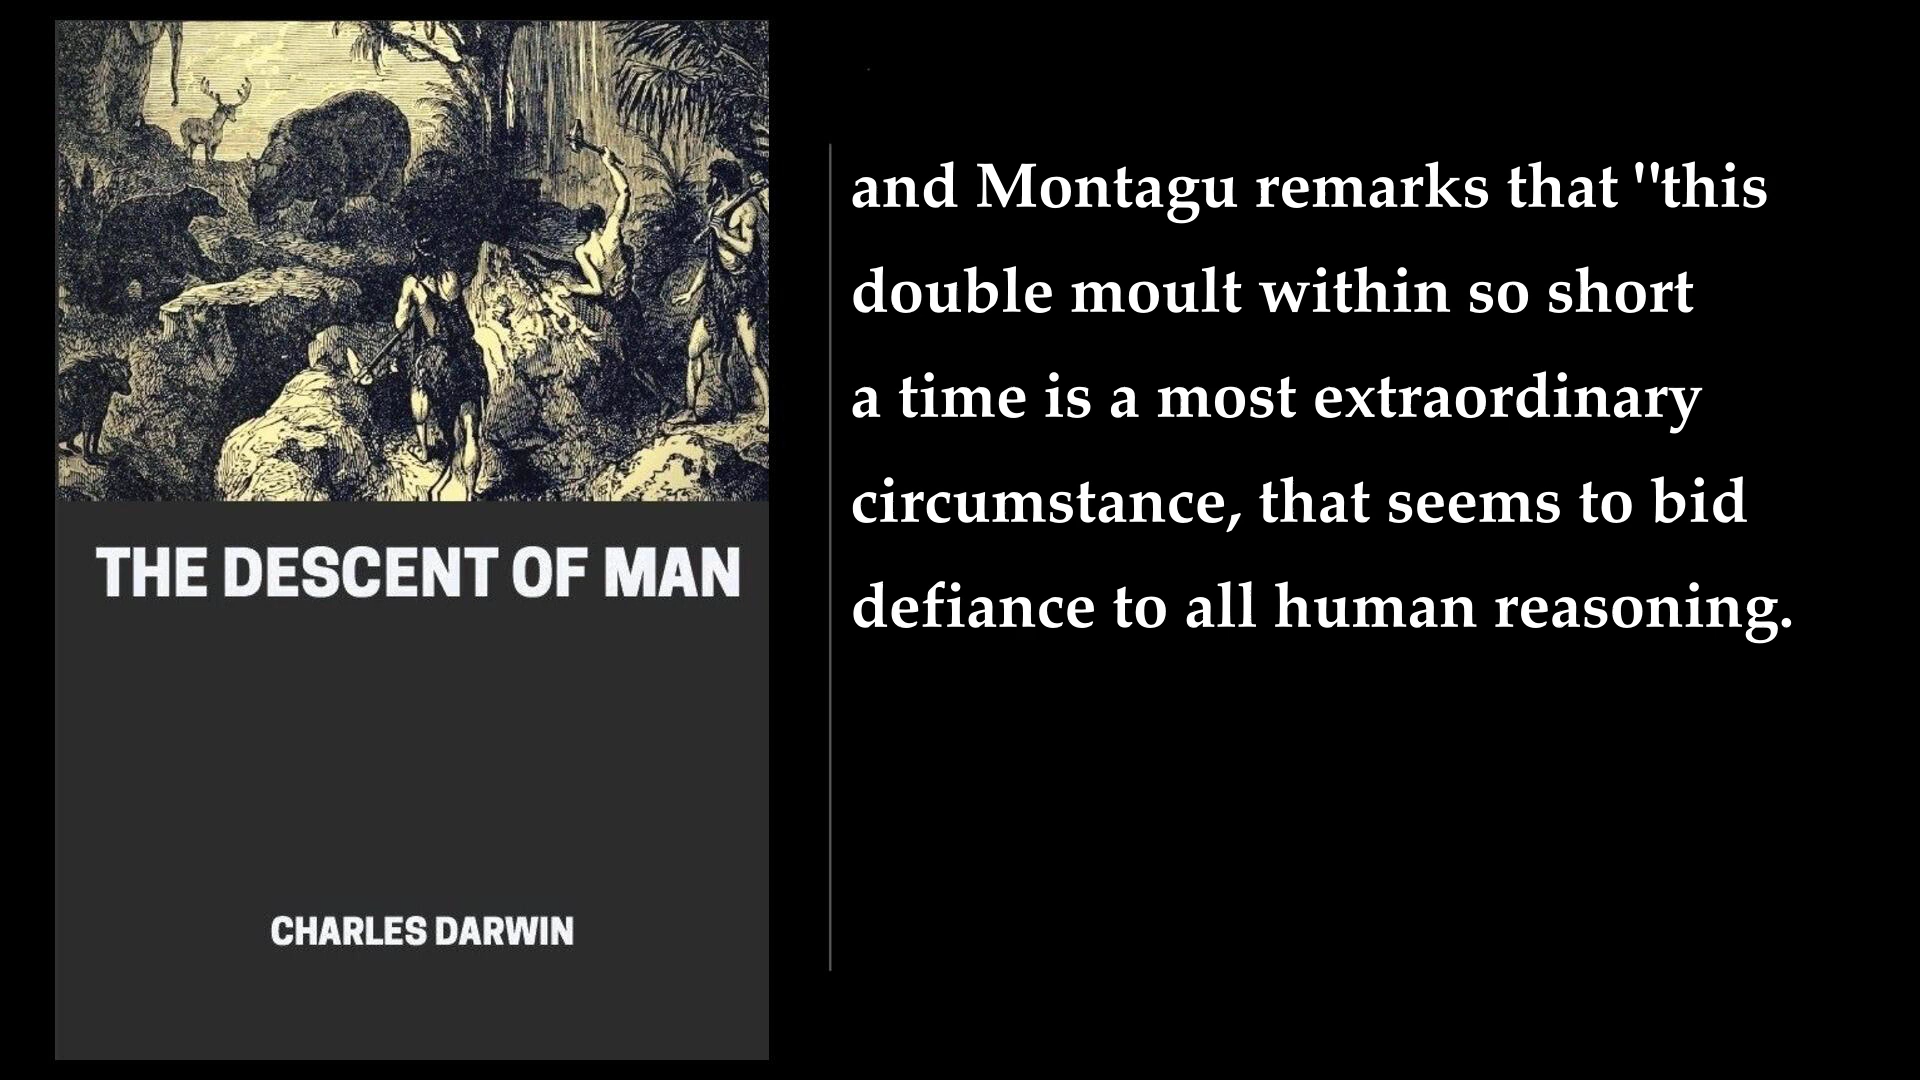 THE DESCENT OF MAN
CHARLES DARWIN
and Montagu remarks that "this
double moult within so short
a time is a most extraordinary
circumstance, that seems to bid
defiance to all human reasoning.